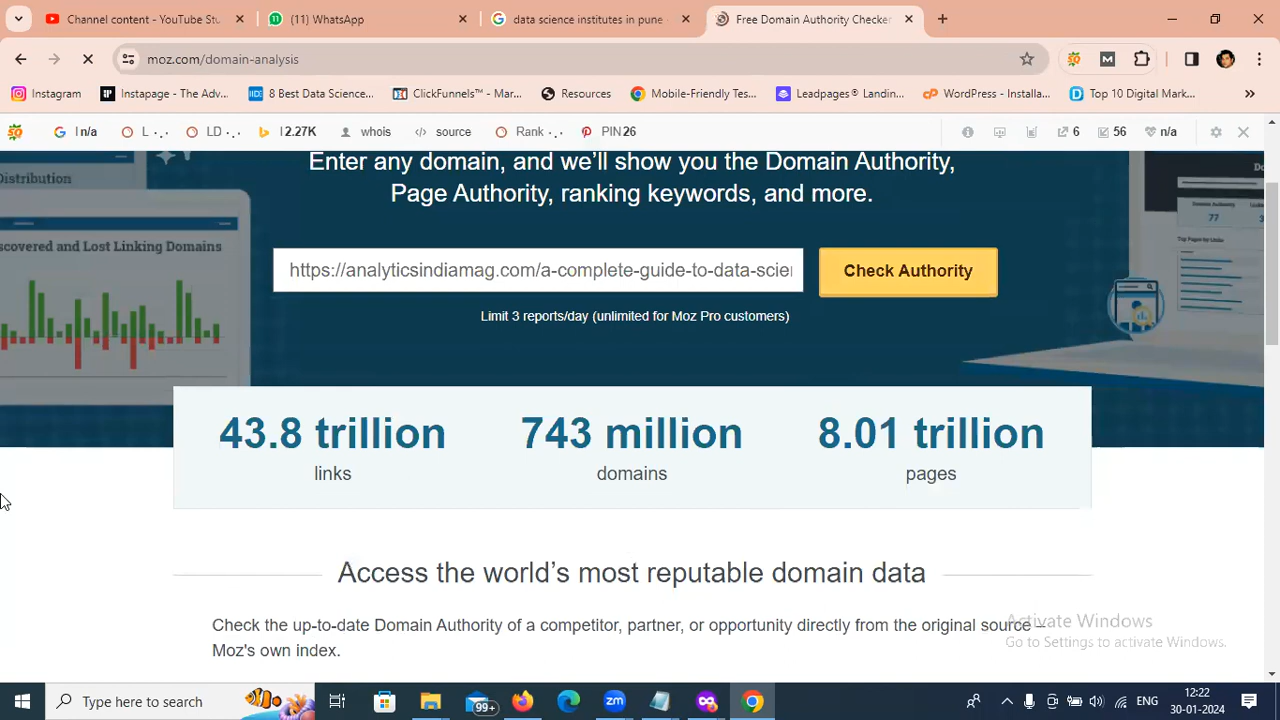 Channel content - YouTube Stu
(11) WhatsApp
data science institutes in pune
Free Domain Authority Checker
moz.com/domain-analysis
Instagram
Instapage - The Adv...
8 Best Data Science...
ClickFunnels™ - Mar...
Resources
Mobile-Friendly Tes...
Leadpages® Landin...
WordPress - Installa...
Top 10 Digital Mark...
I n/a
L ...
LD ...
I 2.27K
whois
source
Rank ...
PIN 26
6
56
n/a
Distribution
Enter any domain, and we'll show you the Domain Authority,
Page Authority, ranking keywords, and more.
scovered and Lost Linking Domains
77
https://analyticsindiamag.com/a-complete-guide-to-data-scie
Check Authority
Limit 3 reports/day (unlimited for Moz Pro customers)
43.8 trillion
743 million
8.01 trillion
links
domains
pages
Access the world's most reputable domain data
Check the up-to-date Domain Authority of a competitor, partner, or opportunity directly from the original source –
Moz's own index.
Activate Windows
Go to Settings to activate Windows.
Type here to search
99+
zm
ENG
12:22
30-01-2024